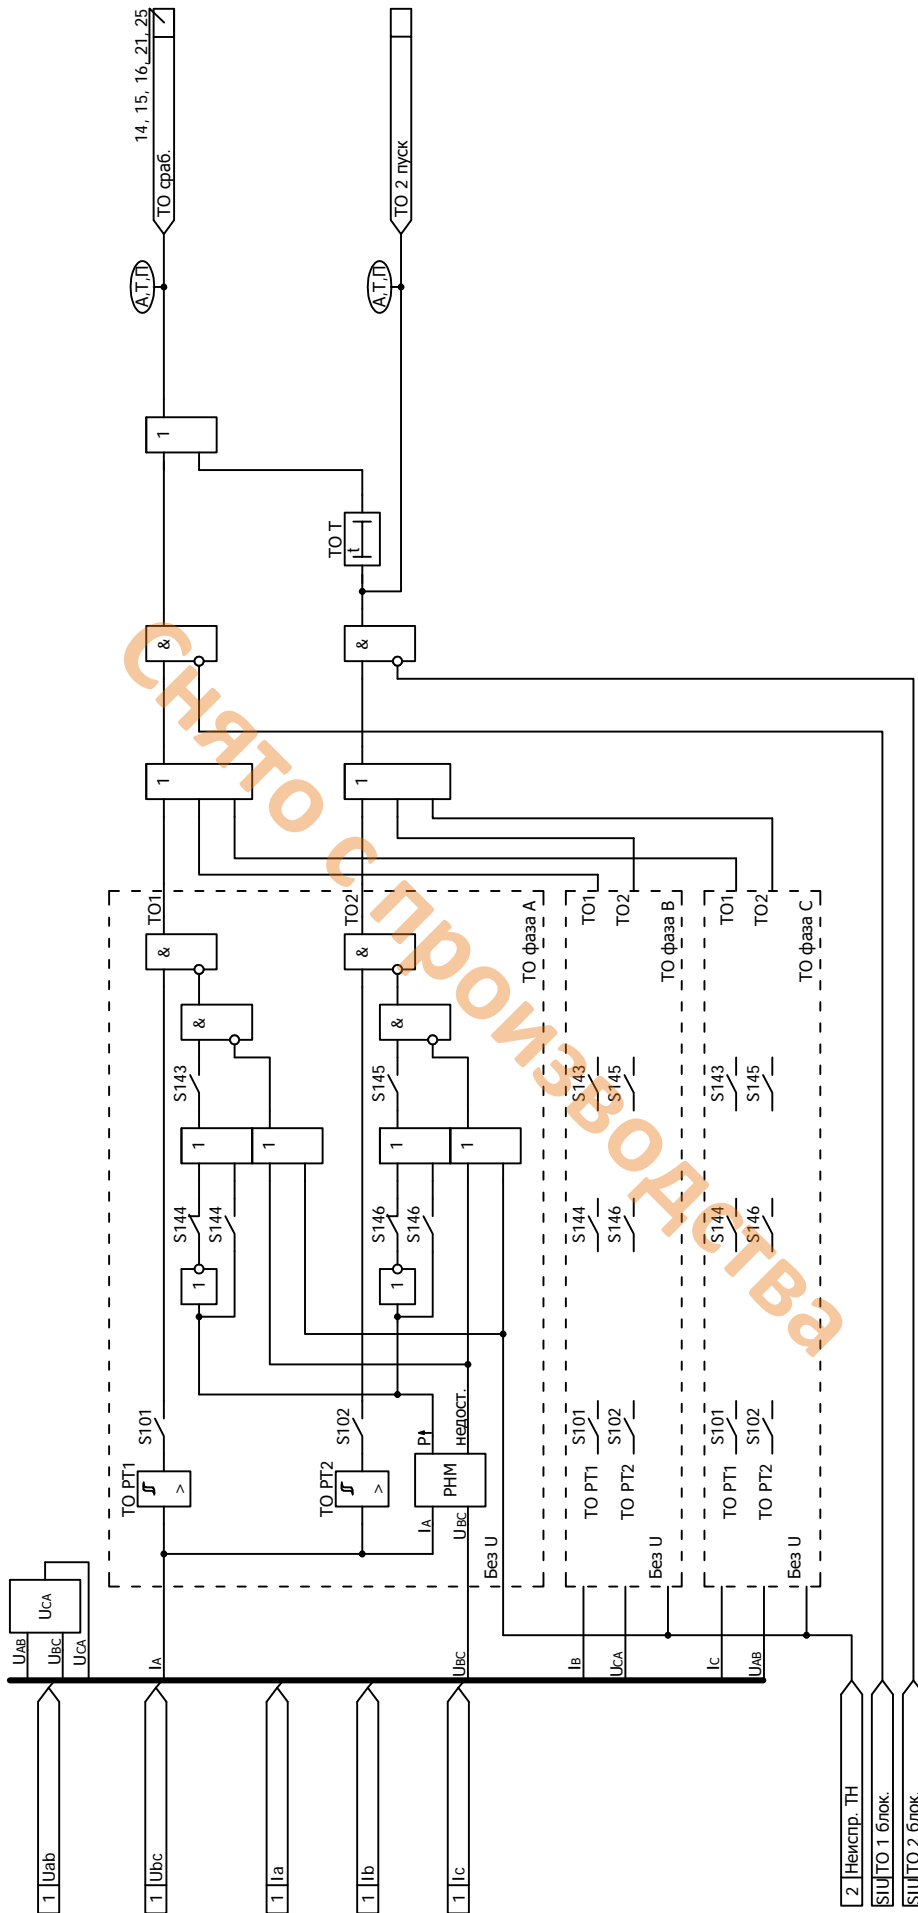 14, 15, 16, 21, 25
ТО сраб.
ТО 2 пуск
А,Т,П
А,Т,П
1
ТО Т
t
&
&
1
1
ТО1
ТО2
ТО фаза А
ТО1
ТО2
ТО фаза В
ТО1
ТО2
ТО фаза С
&
&
&
&
S143
S145
S143
S145
S143
S145
1
1
1
1
S144
S144
S146
S146
S144
S146
S144
S146
1
1
S101
S102
P1
недост.
S101
S102
S101
S102
ТО РТ1
>
ТО РТ2
>
РНМ
ТО РТ1
ТО РТ2
ТО РТ1
ТО РТ2
IA
UBC
Без U
Без U
Без U
UCA
UAB
UBC
UCA
IA
UBC
IB
UCA
IC
UAB
1 Uab
1 Ubc
1 Ia
1 Ib
1 Ic
2 Неиспр. ТН
SIU ТО 1 блок.
SIU ТО 2 блок.
Снято с производства